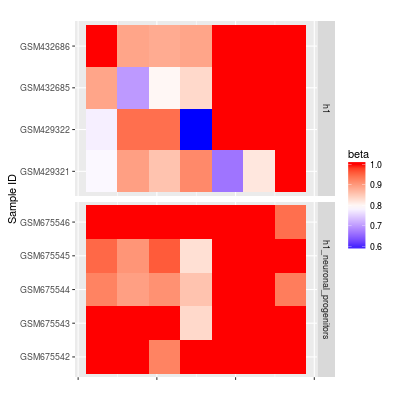 GSM432686
GSM432685
GSM429322
GSM429321
h1
GSM675546
GSM675545
GSM675544
GSM675543
GSM675542
h1_neuronal_progenitors
Sample ID
beta
1.0
0.9
0.8
0.7
0.6